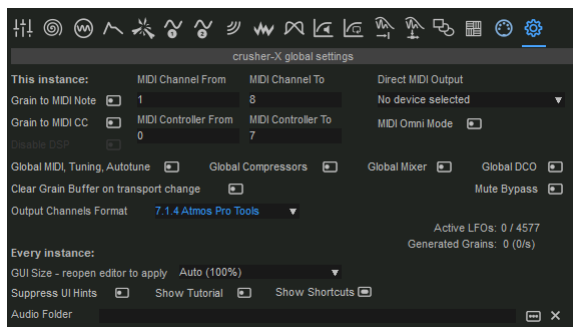 crusher-X global settings
This instance: MIDI Channel From MIDI Channel To Direct MIDI Output
Grain to MIDI Note 1 8 No device selected
Grain to MIDI CC MIDI Controller From MIDI Controller To MIDI Omni Mode
Disable DSP 0 7
Global MIDI, Tuning, Autotune Global Compressors Global Mixer Global DCO
Clear Grain Buffer on transport change Mute Bypass
Output Channels Format 7.1.4 Atmos Pro Tools
Active LFOs: 0 / 4577
Generated Grains: 0 (0/s)
Every instance:
GUI Size - reopen editor to apply Auto (100%)
Suppress UI Hints Show Tutorial Show Shortcuts
Audio Folder